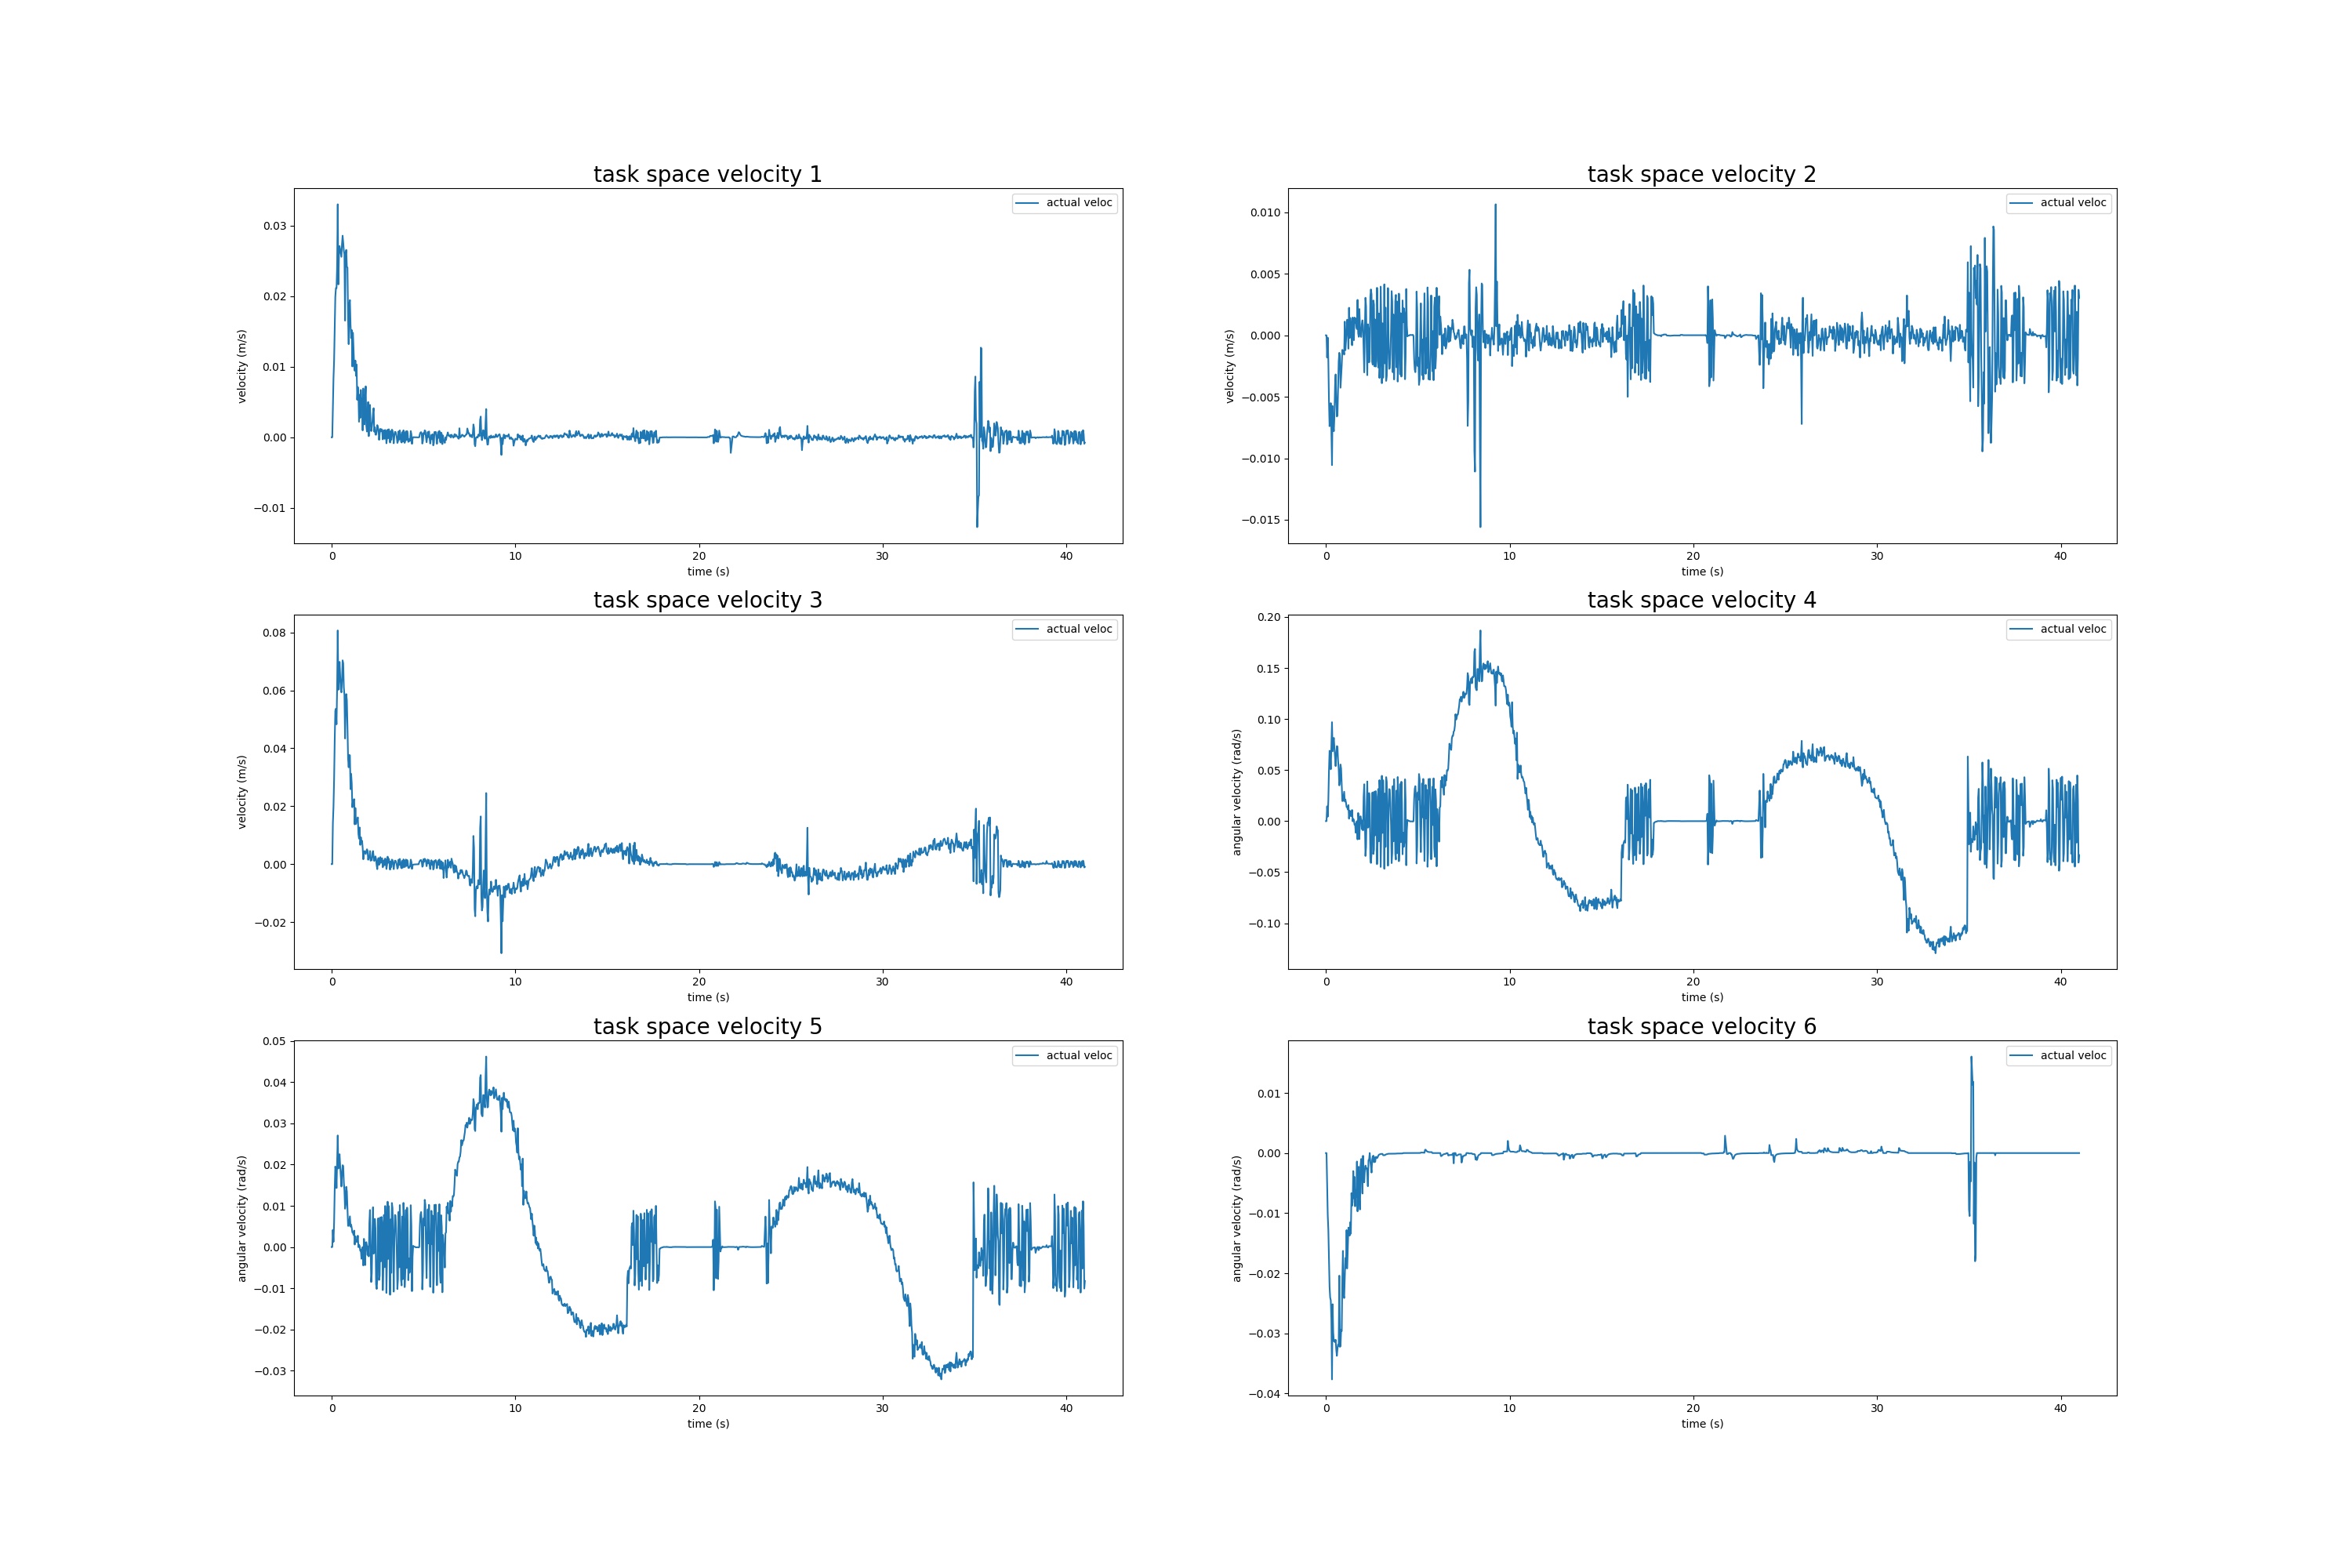 task space velocity 1
actual veloc
velocity (m/s)
0.03
0.02
0.01
0.00
−0.01
0 10 20 30 40
time (s)
task space velocity 2
actual veloc
velocity (m/s)
0.010
0.005
0.000
−0.005
−0.010
−0.015
0 10 20 30 40
time (s)
task space velocity 3
actual veloc
velocity (m/s)
0.08
0.06
0.04
0.02
0.00
−0.02
0 10 20 30 40
time (s)
task space velocity 4
actual veloc
angular velocity (rad/s)
0.20
0.15
0.10
0.05
0.00
−0.05
−0.10
0 10 20 30 40
time (s)
task space velocity 5
actual veloc
angular velocity (rad/s)
0.05
0.04
0.03
0.02
0.01
0.00
−0.01
−0.02
−0.03
0 10 20 30 40
time (s)
task space velocity 6
actual veloc
angular velocity (rad/s)
0.01
0.00
−0.01
−0.02
−0.03
−0.04
0 10 20 30 40
time (s)